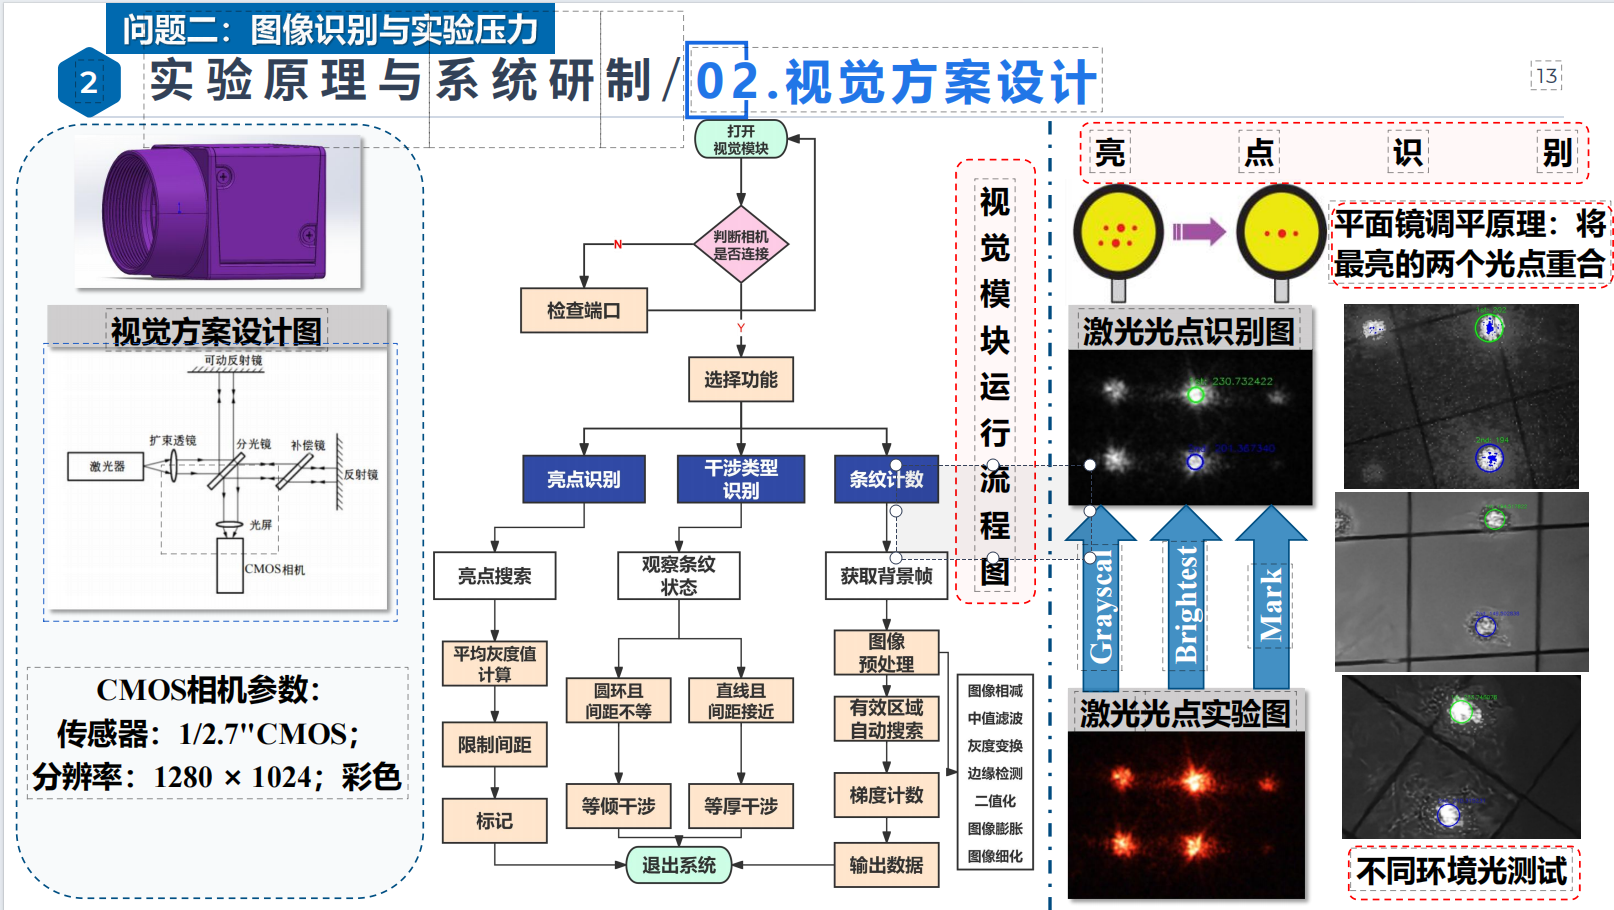 问题二：图像识别与实验压力
2
实验原理与系统研制/
02.视觉方案设计
13
1
视觉方案设计图
可动反射镜
扩束透镜
分光镜
补偿镜
激光器
反射镜
光屏
CMOS相机
CMOS相机参数：
传感器：1/2.7"CMOS；
分辨率：1280 × 1024；彩色
打开
视觉模块
判断相机
是否连接
N
检查端口
Y
选择功能
亮点识别
干涉类型
识别
条纹计数
亮点搜索
观察条纹
状态
获取背景帧
平均灰度值
计算
圆环且
间距不等
直线且
间距接近
图像
预处理
有效区域
自动搜索
限制间距
标记
等倾干涉
等厚干涉
梯度计数
输出数据
退出系统
图像相减
中值滤波
灰度变换
边缘检测
二值化
图像膨胀
图像细化
视觉模块运行流程图
亮点识别
平面镜调平原理：将
最亮的两个光点重合
激光光点识别图
230.732422
Grayscal
Brightest
Mark
激光光点实验图
不同环境光测试